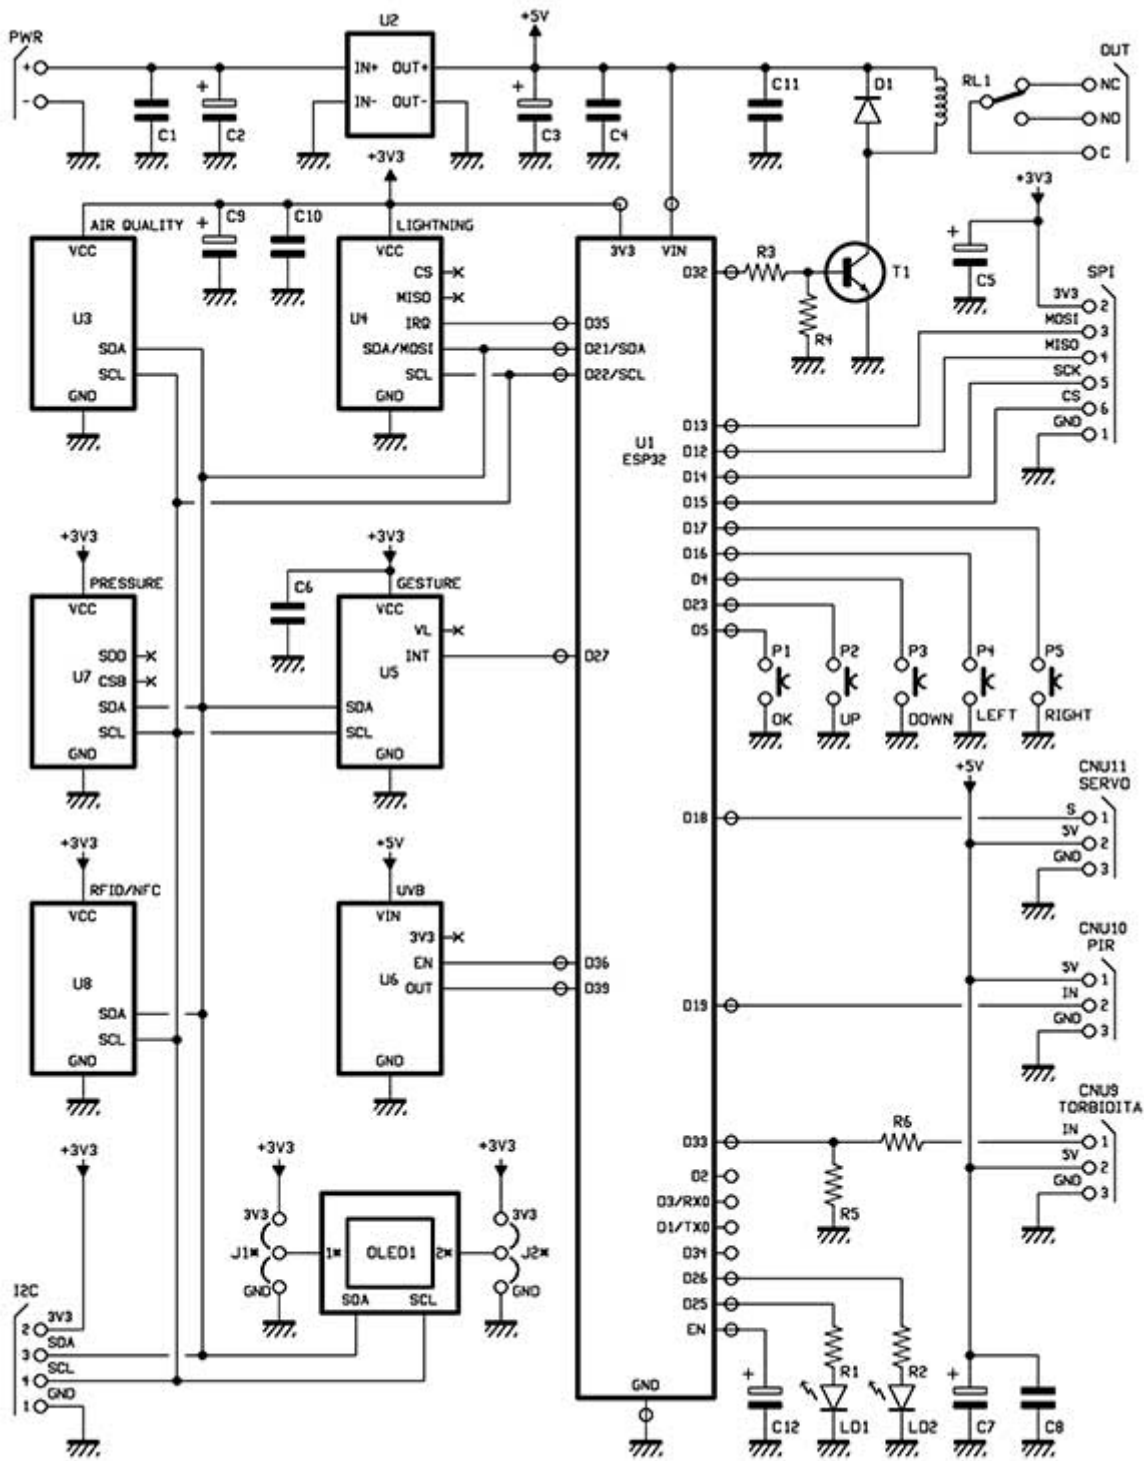 PWR
+
-
U2
IN+ OUT+
IN- OUT-
+5V
C1
+
C2
+
C3
C4
C11
D1
RL1
OUT
NC
NO
C
+3V3
AIR QUALITY
VCC
U3
SDA
SCL
GND
+
C9
C10
LIGHTNING
VCC
CS
MISO
U4
IRQ
SDA/MOSI
SCL
GND
3V3
VIN
D35
D21/SDA
D22/SCL
U1
ESP32
D32
R3
R4
T1
+3V3
+
C5
SPI
3V3
2
MOSI
3
MISO
4
SCK
5
CS
6
GND
1
D13
D12
D14
D15
D17
D16
D4
D23
D5
P1
OK
P2
UP
P3
DOWN
P4
LEFT
P5
RIGHT
+3V3
PRESSURE
VCC
SDO
U7
CSB
SDA
SCL
GND
+3V3
C6
GESTURE
VCC
VL
INT
U5
SDA
SCL
GND
D27
+5V
D18
CNU11
SERVO
S
1
5V
2
GND
3
+3V3
RFID/NFC
VCC
U8
SDA
SCL
GND
+5V
UVB
VIN
3V3
EN
U6
OUT
GND
D36
D39
D19
CNU10
PIR
5V
1
IN
2
GND
3
D33
R6
R5
CNU9
TORBIDITA
IN
1
5V
2
GND
3
D2
D3/RX0
D1/TX0
D34
D26
D25
EN
+3V3
I2C
3V3
2
SDA
3
SCL
4
GND
1
+3V3
3V3
J1*
GND
1*
OLED1
2*
SDA
SCL
+3V3
3V3
J2*
GND
GND
+
C12
R1
LD1
R2
LD2
+
C7
C8